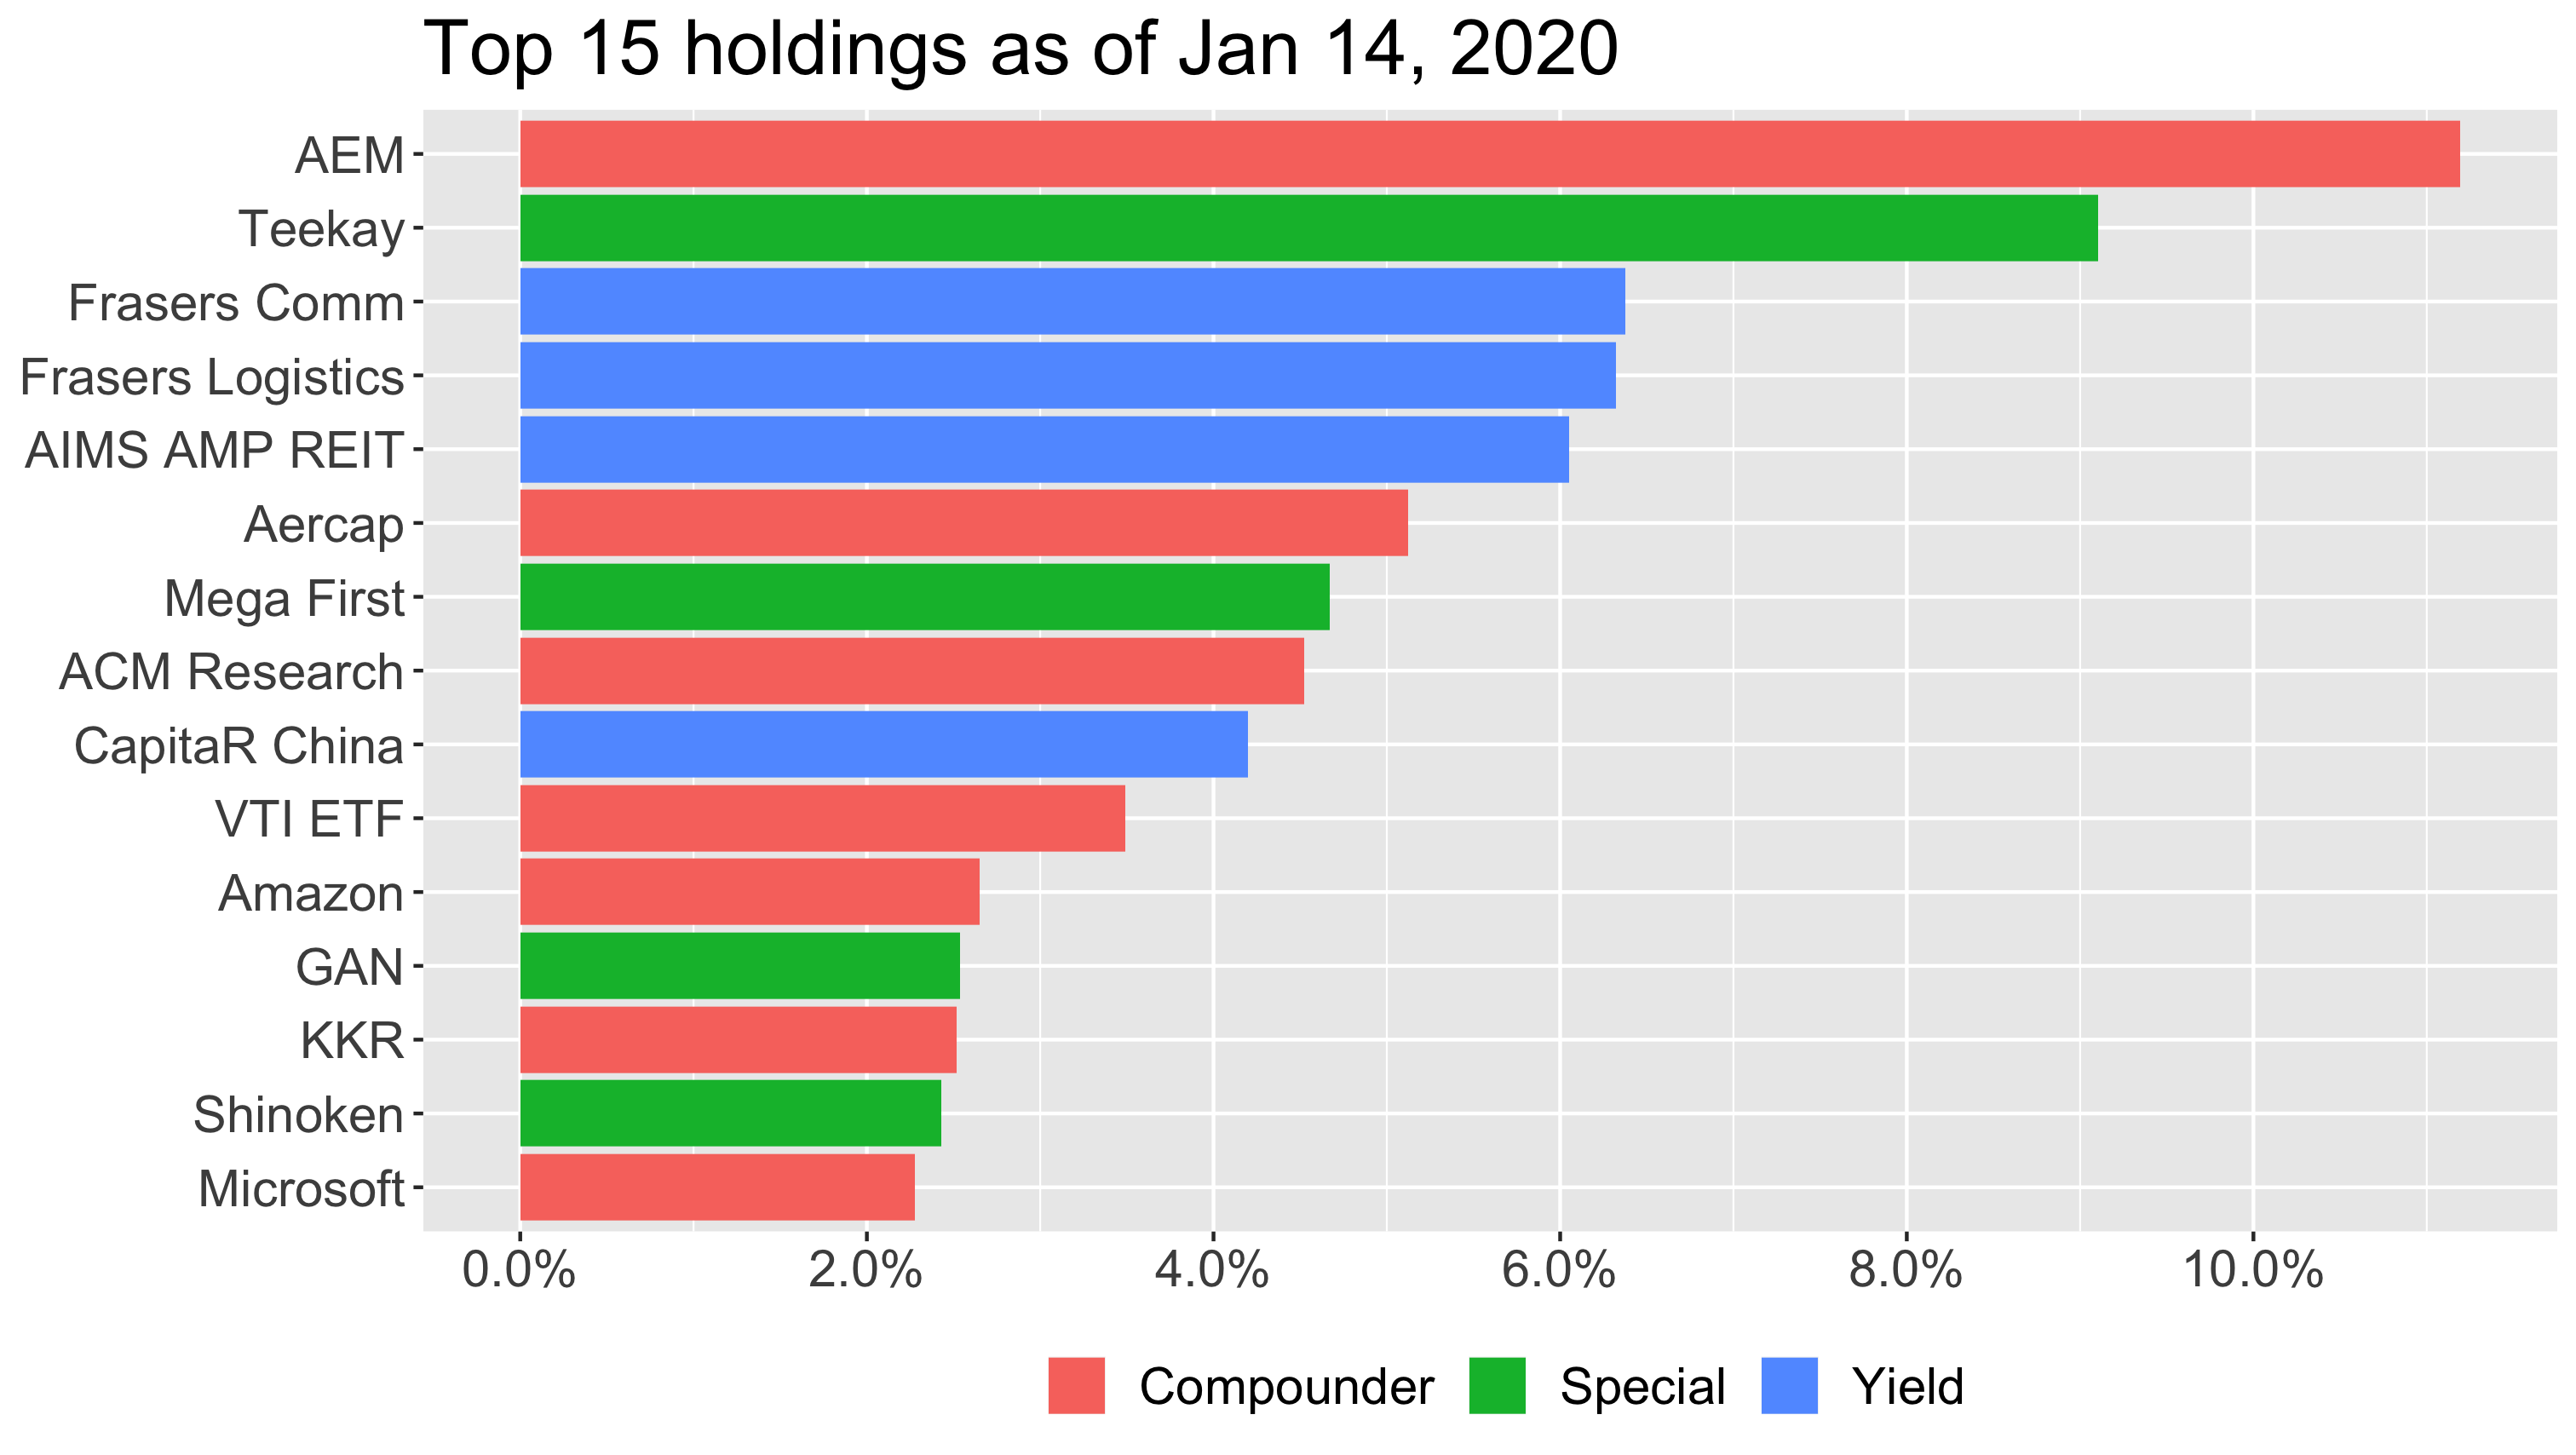 Top 15 holdings as of Jan 14, 2020
AEM
Teekay
Frasers Comm
Frasers Logistics
AIMS AMP REIT
Aercap
Mega First
ACM Research
CapitaR China
VTI ETF
Amazon
GAN
KKR
Shinoken
Microsoft
0.0% 2.0% 4.0% 6.0% 8.0% 10.0%
Compounder Special Yield